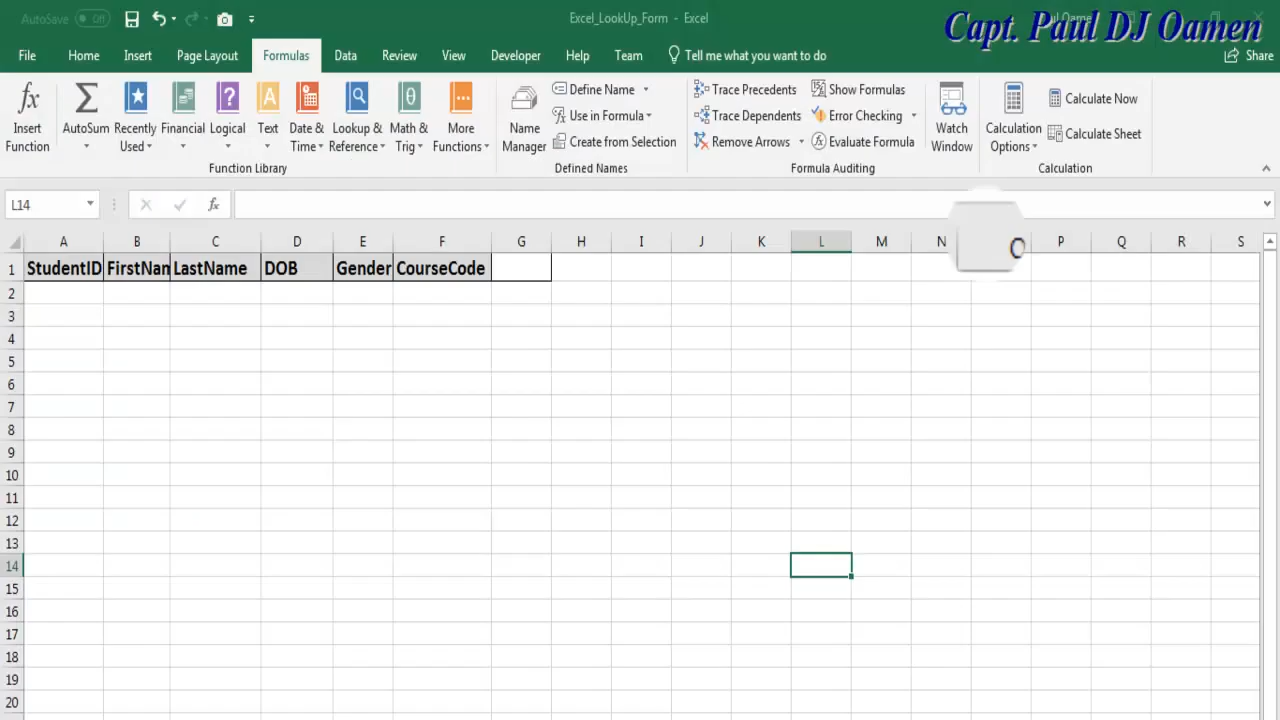 AutoSave Off Excel_LookUp_Form - Excel
Capt. Paul DJ Oamen
File Home Insert Page Layout Formulas Data Review View Developer Help Team Tell me what you want to do Share
Insert Function
AutoSum
Recently Used
Financial
Logical
Text
Date & Time
Lookup & Reference
Math & Trig
More Functions
Function Library
Name Manager
Define Name
Use in Formula
Create from Selection
Defined Names
Trace Precedents
Trace Dependents
Remove Arrows
Show Formulas
Error Checking
Evaluate Formula
Formula Auditing
Watch Window
Calculation Options
Calculate Now
Calculate Sheet
Calculation
L14 fx
A B C D E F G H I J K L M N P Q R S
1 StudentID FirstNam LastName DOB Gender CourseCode
2
3
4
5
6
7
8
9
10
11
12
13
14
15
16
17
18
19
20